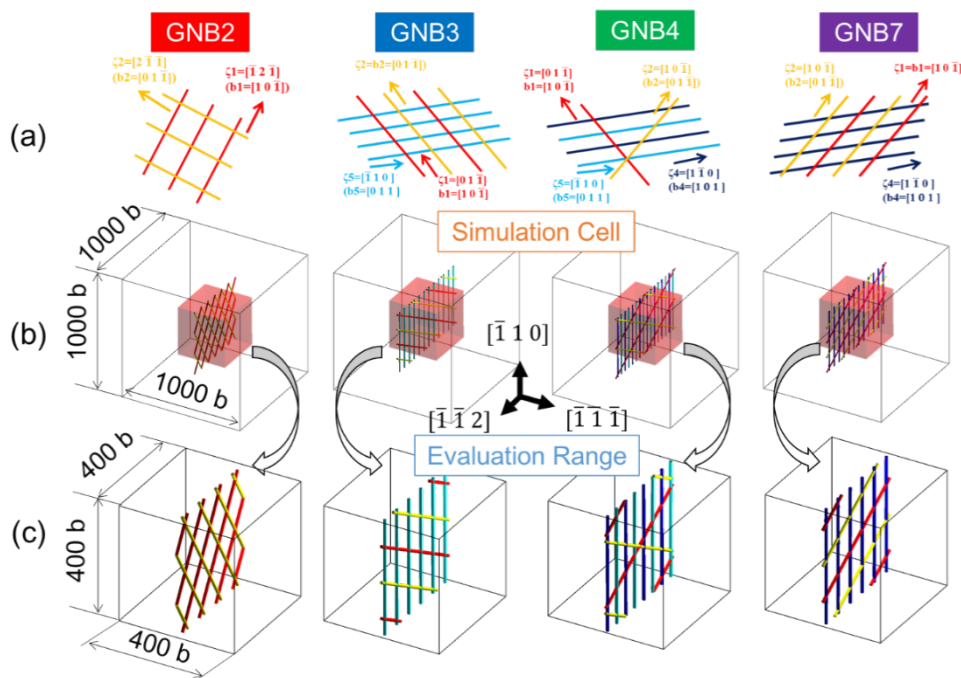 GNB2 GNB3 GNB4 GNB7
(a)
ζ2=[2 1̄ 1̄]
(b2=[0 1 1̄])
ζ1=[1̄ 2 1̄]
(b1=[1 0 1̄])
ζ2=b2=[0 1 1̄]
ζ5=[1̄ 1 0]
(b5=[0 1 1 ]
ζ1=[0 1 1̄]
b1=[1 0 1̄]
ζ1=[0 1 1̄]
b1=[1 0 1̄]
ζ2=[1 0 1̄]
(b2=[0 1 1̄]
ζ5=[1̄ 1 0]
(b5=[0 1 1 ]
ζ4=[1 1̄ 0 ]
(b4=[1 0 1 ]
ζ2=[1 0 1̄]
(b2=[0 1 1̄]
ζ1=b1=[1 0 1̄]
ζ4=[1 1̄ 0 ]
(b4=[1 0 1 ]
(b)
1000 b
1000 b
1000 b
Simulation Cell
[1̄ 1 0]
[1̄ 1̄ 2]
[1̄ 1 1̄]
Evaluation Range
(c)
400 b
400 b
400 b